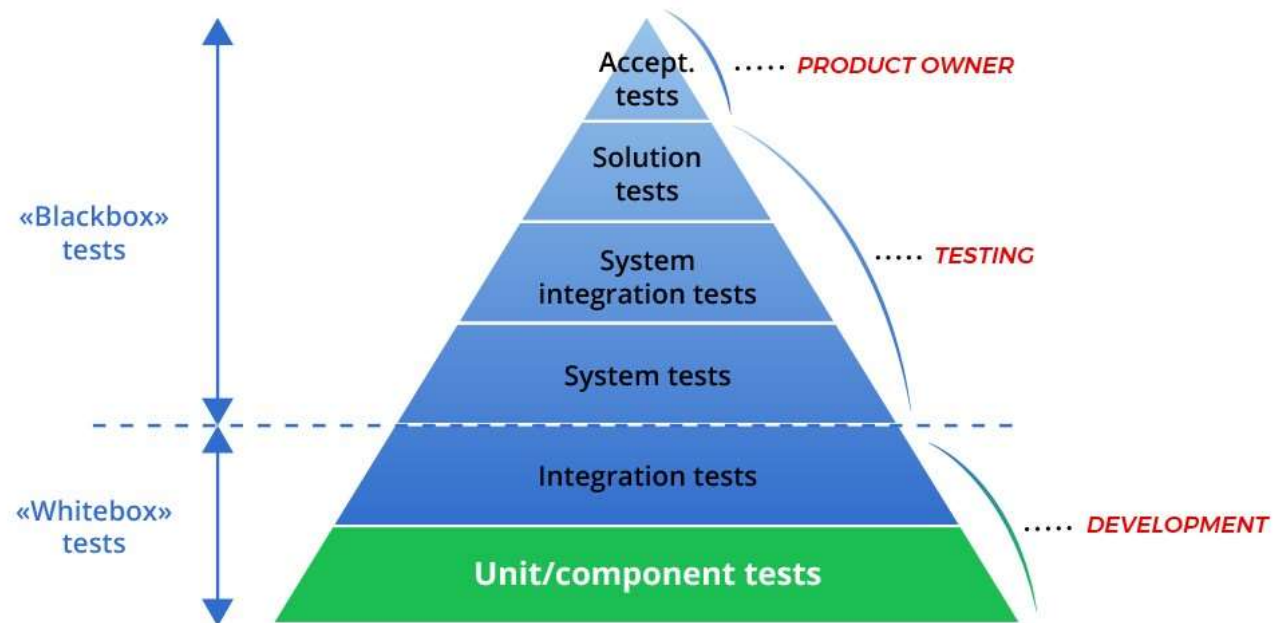 Accept.
tests
PRODUCT OWNER
Solution
tests
«Blackbox»
tests
System
integration tests
TESTING
System tests
Integration tests
«Whitebox»
tests
DEVELOPMENT
Unit/component tests